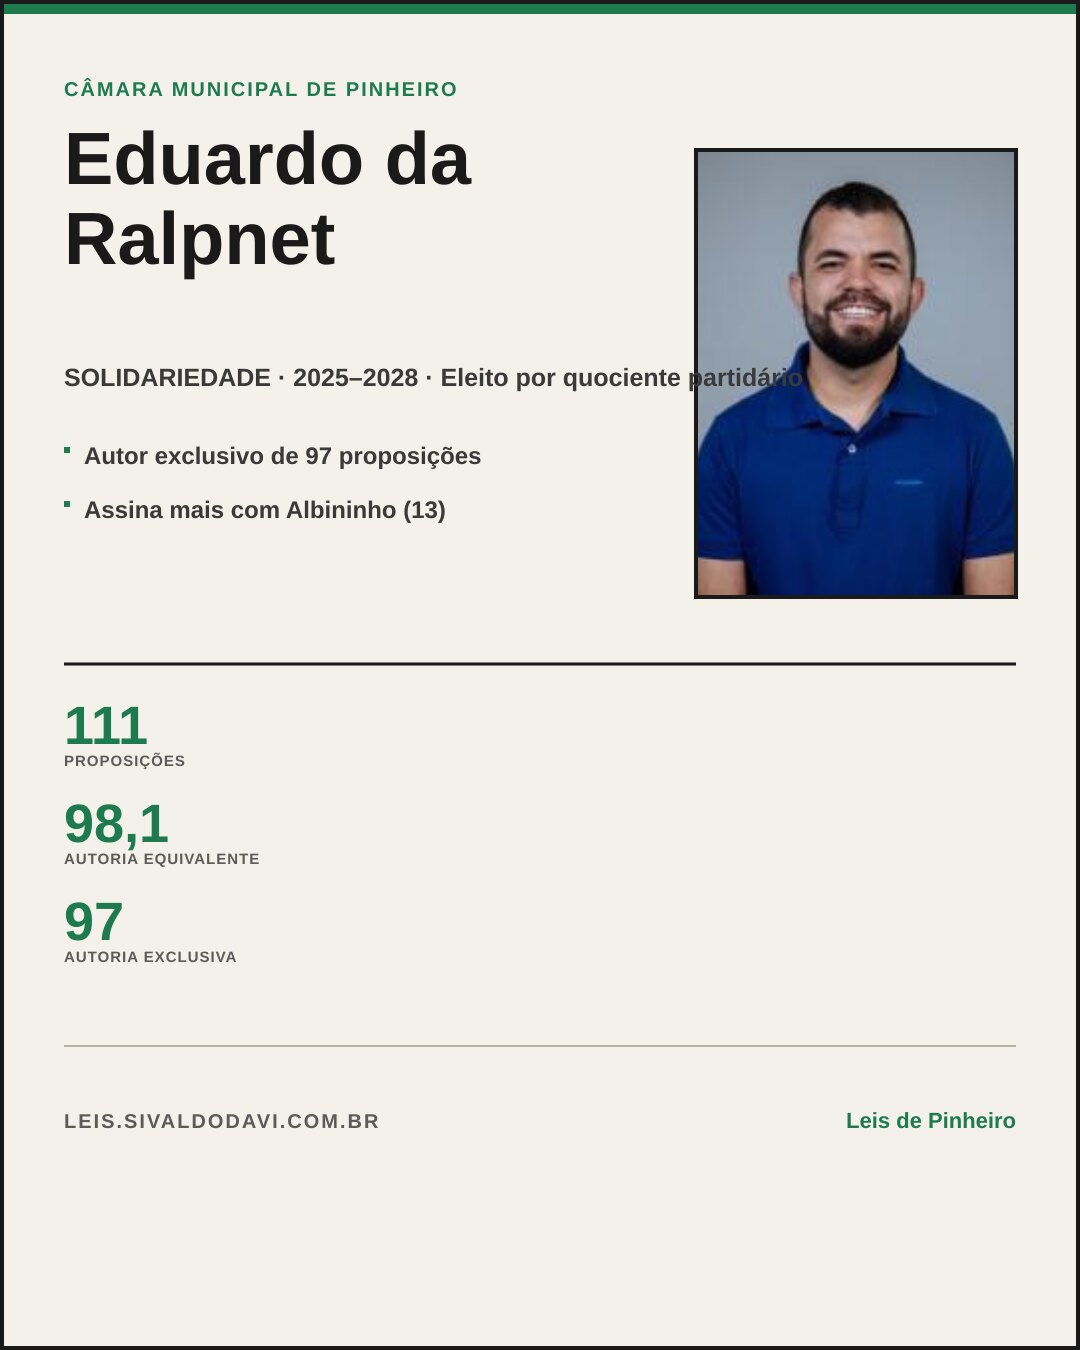 CÂMARA MUNICIPAL DE PINHEIRO
Eduardo da
Ralpnet
SOLIDARIEDADE · 2025–2028 · Eleito por quociente partidário
Autor exclusivo de 97 proposições
Assina mais com Albininho (13)
111
PROPOSIÇÕES
98,1
AUTORIA EQUIVALENTE
97
AUTORIA EXCLUSIVA
LEIS.SIVALDODAVI.COM.BR
Leis de Pinheiro